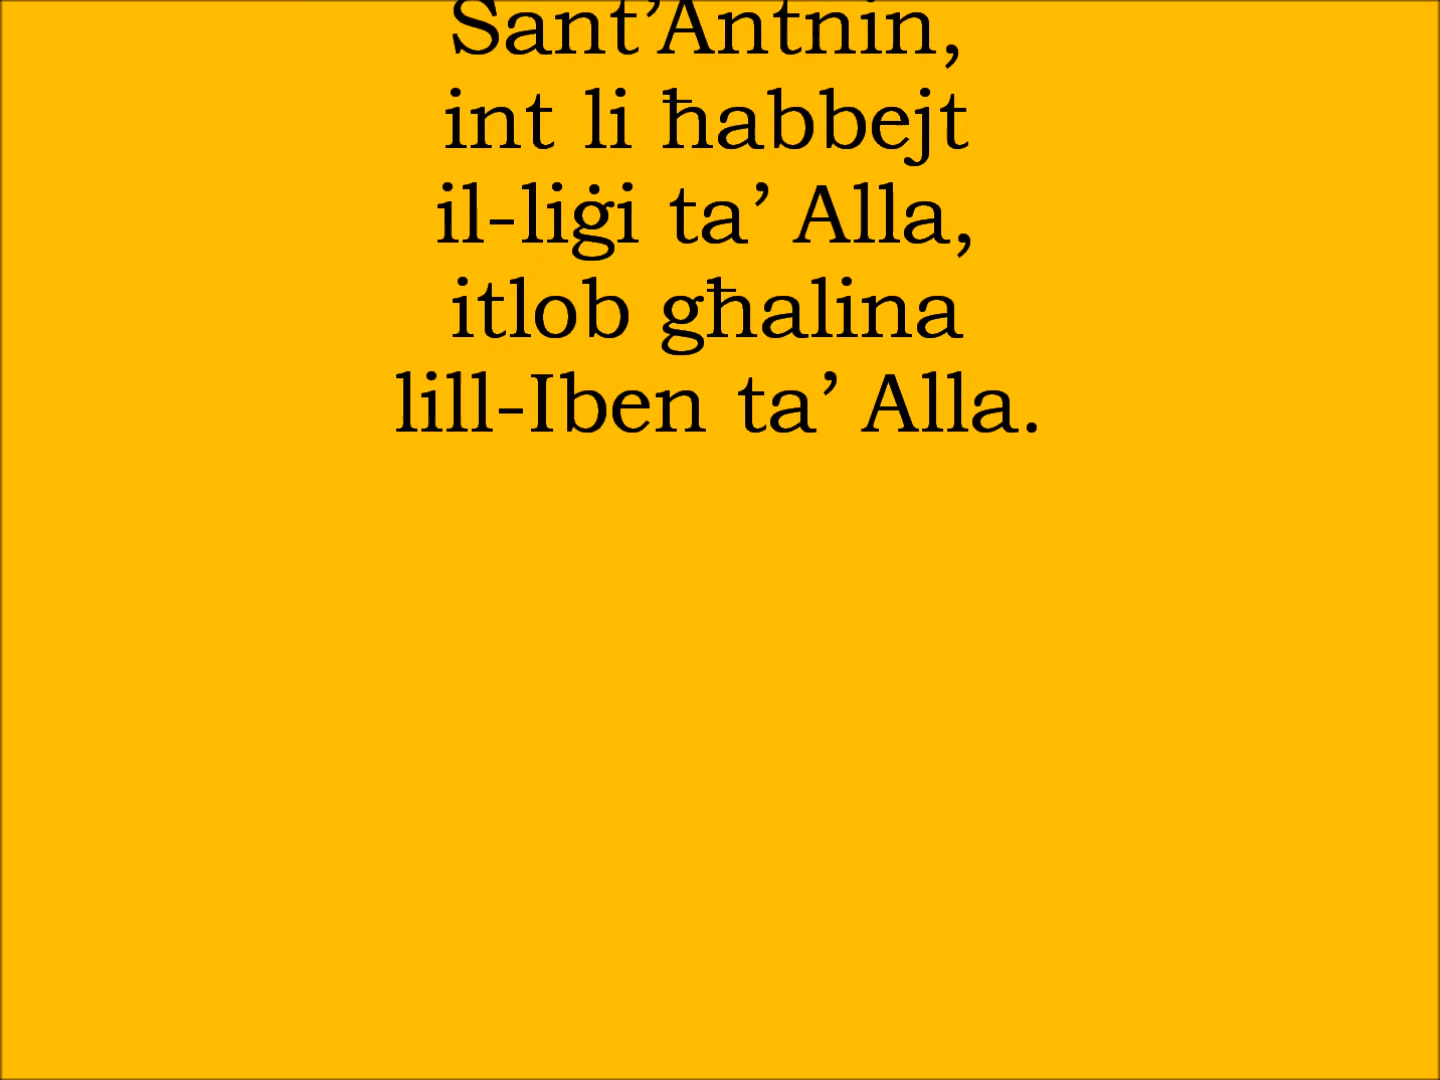 Sant’Antnin,
int li ħabbejt
il-liġi ta’ Alla,
itlob għalina
lill-Iben ta’ Alla.